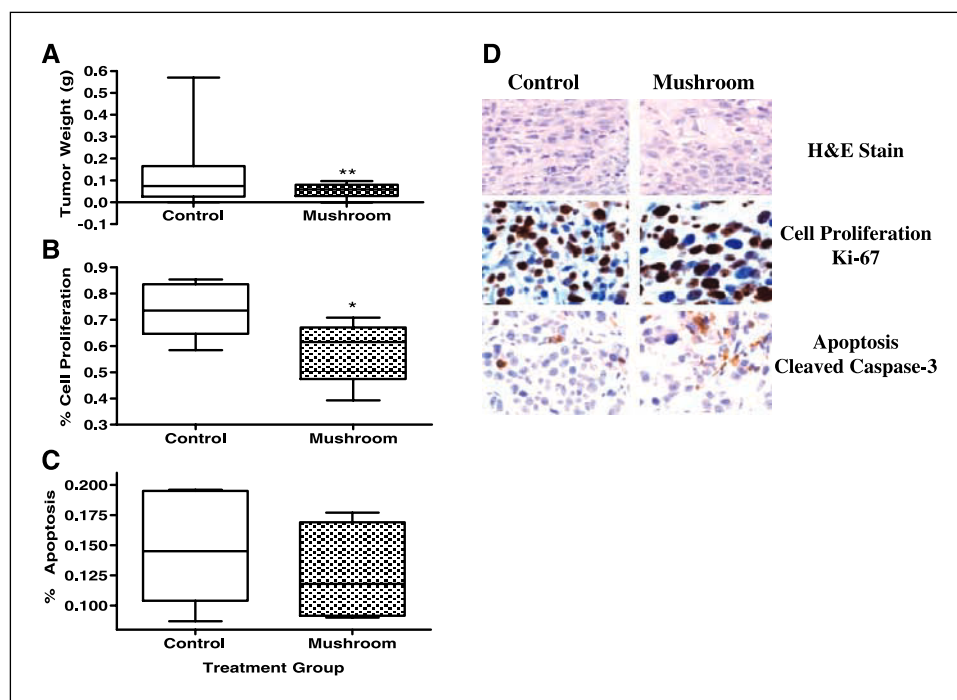 A
Tumor Weight (g)
0.6
0.5
0.4
0.3
0.2
0.1
0.0
-0.1
**
Control
Mushroom
B
% Cell Proliferation
0.9
0.8
0.7
0.6
0.5
0.4
0.3
*
Control
Mushroom
C
% Apoptosis
0.200
0.175
0.150
0.125
0.100
Control
Mushroom
Treatment Group
D
Control
Mushroom
H&E Stain
Cell Proliferation
Ki-67
Apoptosis
Cleaved Caspase-3